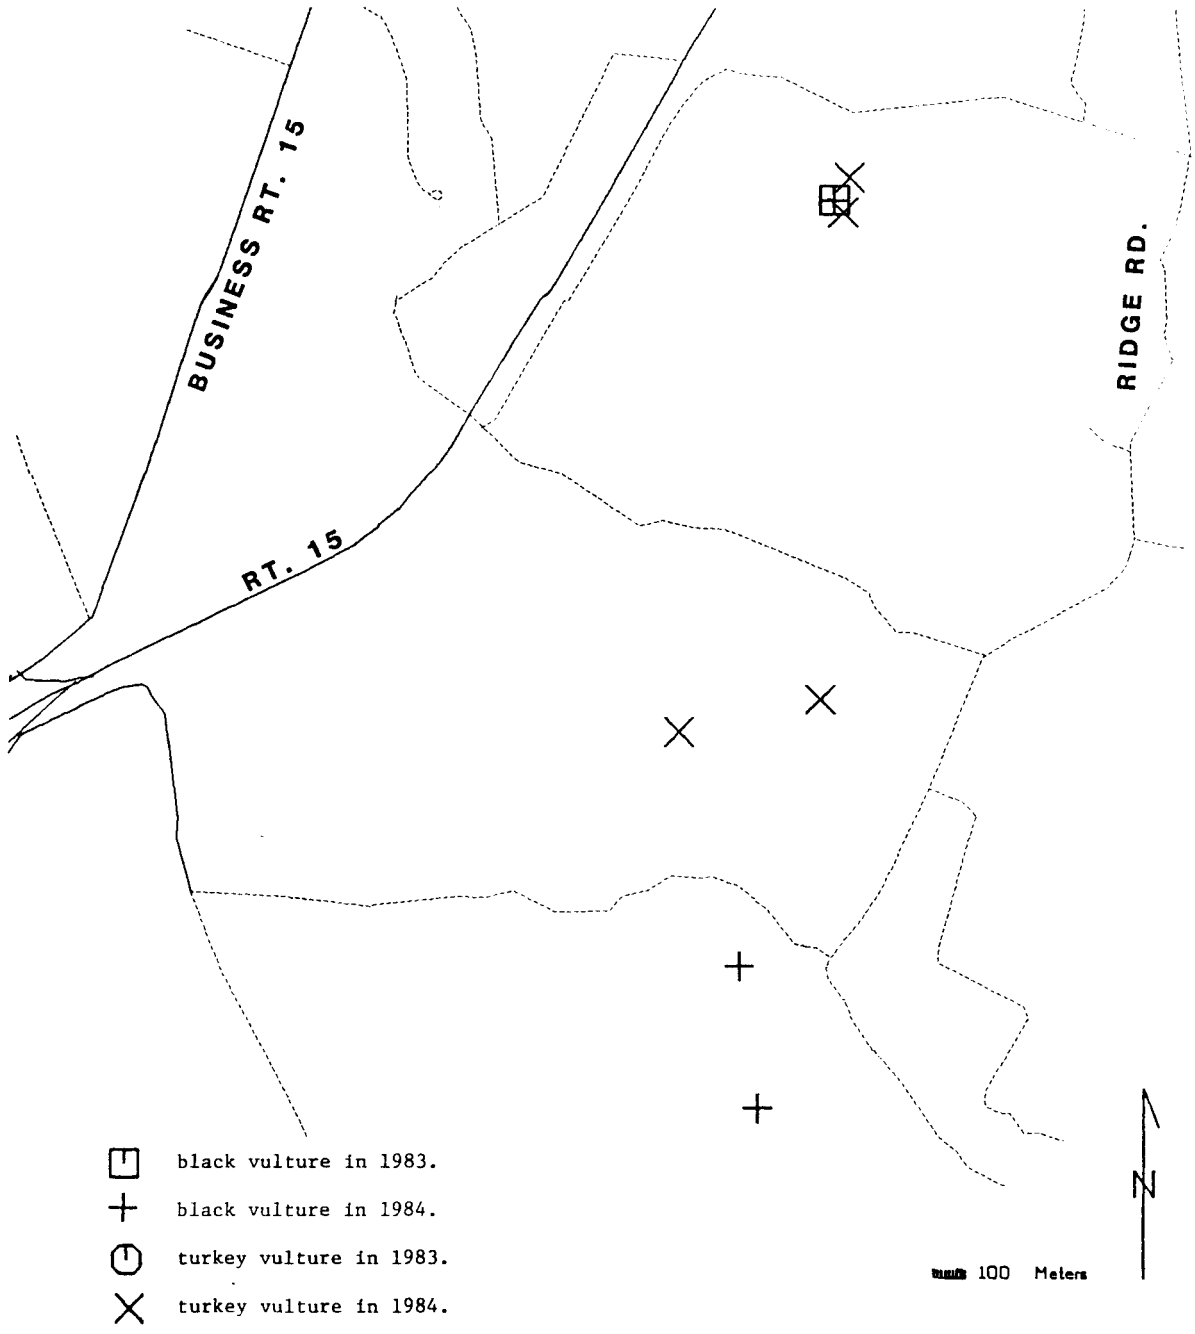 BUSINESS RT. 15
RIDGE RD.
RT. 15
black vulture in 1983.
black vulture in 1984.
turkey vulture in 1983.
turkey vulture in 1984.
N
100 Meters